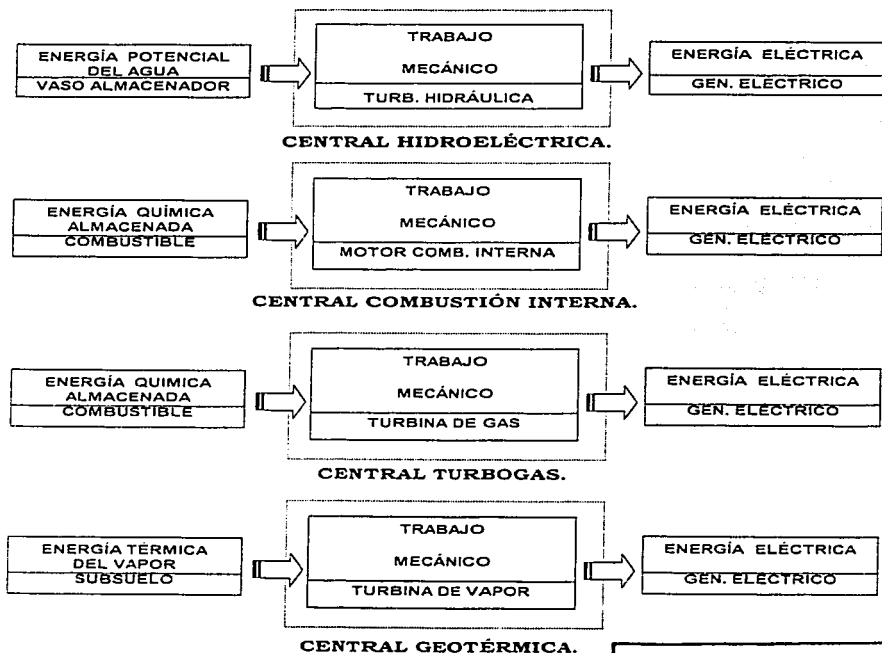 ENERGÍA POTENCIAL
DEL AGUA
VASO ALMACENADOR
TRABAJO
MECÁNICO
TURB. HIDRÁULICA
ENERGÍA ELÉCTRICA
GEN. ELÉCTRICO
CENTRAL HIDROELÉCTRICA.
ENERGÍA QUÍMICA
ALMACENADA
COMBUSTIBLE
TRABAJO
MECÁNICO
MOTOR COMB. INTERNA
ENERGÍA ELÉCTRICA
GEN. ELÉCTRICO
CENTRAL COMBUSTIÓN INTERNA.
ENERGÍA QUIMICA
ALMACENADA
COMBUSTIBLE
TRABAJO
MECÁNICO
TURBINA DE GAS
ENERGÍA ELÉCTRICA
GEN. ELÉCTRICO
CENTRAL TURBOGAS.
ENERGÍA TÉRMICA
DEL VAPOR
SUBSUELO
TRABAJO
MECÁNICO
TURBINA DE VAPOR
ENERGÍA ELÉCTRICA
GEN. ELÉCTRICO
CENTRAL GEOTÉRMICA.